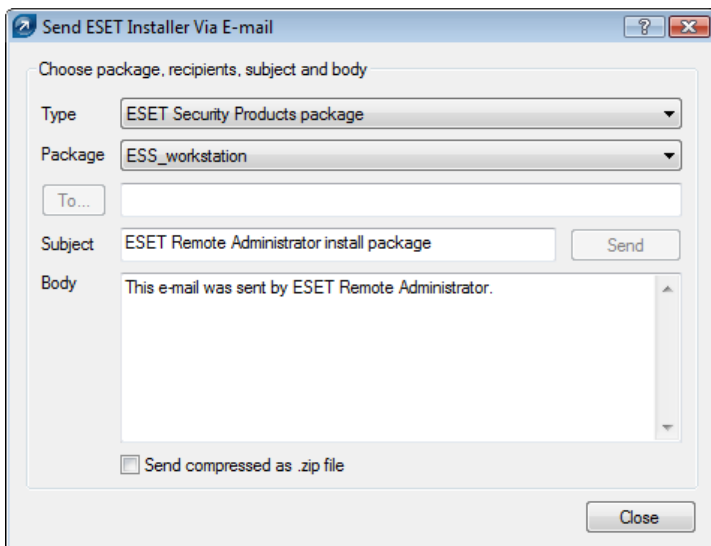 Send ESET Installer Via E-mail
Choose package, recipients, subject and body
Type ESET Security Products package
Package ESS_workstation
To...
Subject ESET Remote Administrator install package Send
Body This e-mail was sent by ESET Remote Administrator.
Send compressed as .zip file
Close